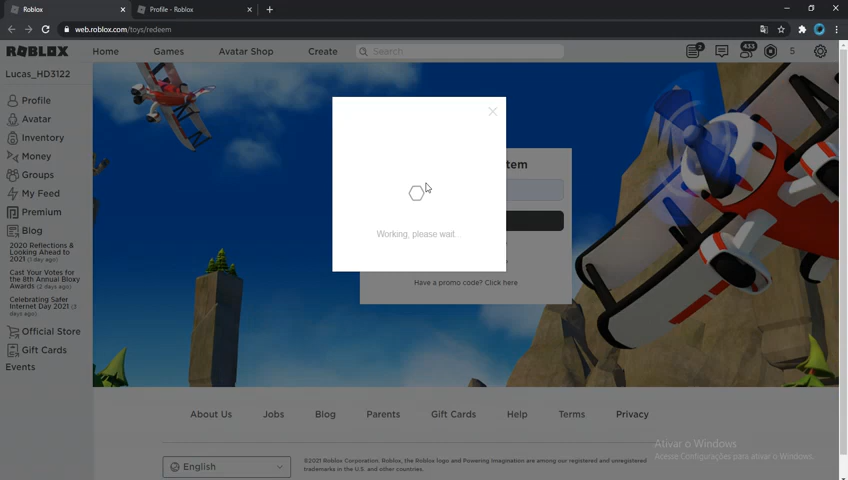 Roblox
Profile - Roblox
web.roblox.com/toys/redeem
ROBLOX
Home
Games
Avatar Shop
Create
Search
2
433
5
Lucas_HD3122
Profile
Avatar
Inventory
Money
Groups
My Feed
Premium
Blog
2020 Reflections &
Looking Ahead to
2021 (1 day ago)
Cast Your Votes for
the 8th Annual Bloxy
Awards (2 days ago)
Celebrating Safer
Internet Day 2021 (3
days ago)
Official Store
Gift Cards
Events
tem
Working, please wait...
Have a promo code? Click here
About Us
Jobs
Blog
Parents
Gift Cards
Help
Terms
Privacy
Ativar o Windows
Acesse Configurações para ativar o Windows.
English
©2021 Roblox Corporation. Roblox, the Roblox logo and Powering Imagination are among our registered and unregistered
trademarks in the U.S. and other countries.